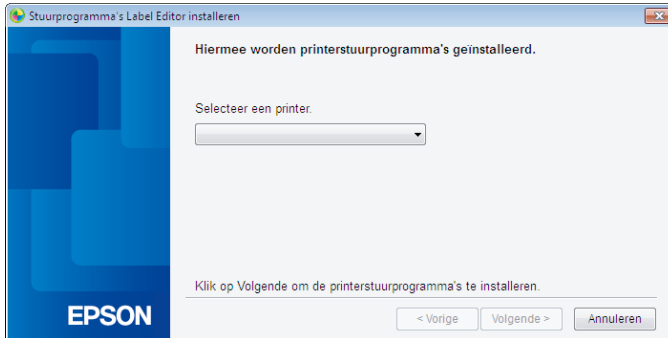 Stuurprogramma's Label Editor installeren
Hiermee worden printerstuurprogramma's geïnstalleerd.
Selecteer een printer.
Klik op Volgende om de printerstuurprogramma's te installeren.
EPSON
< Vorige
Volgende >
Annuleren